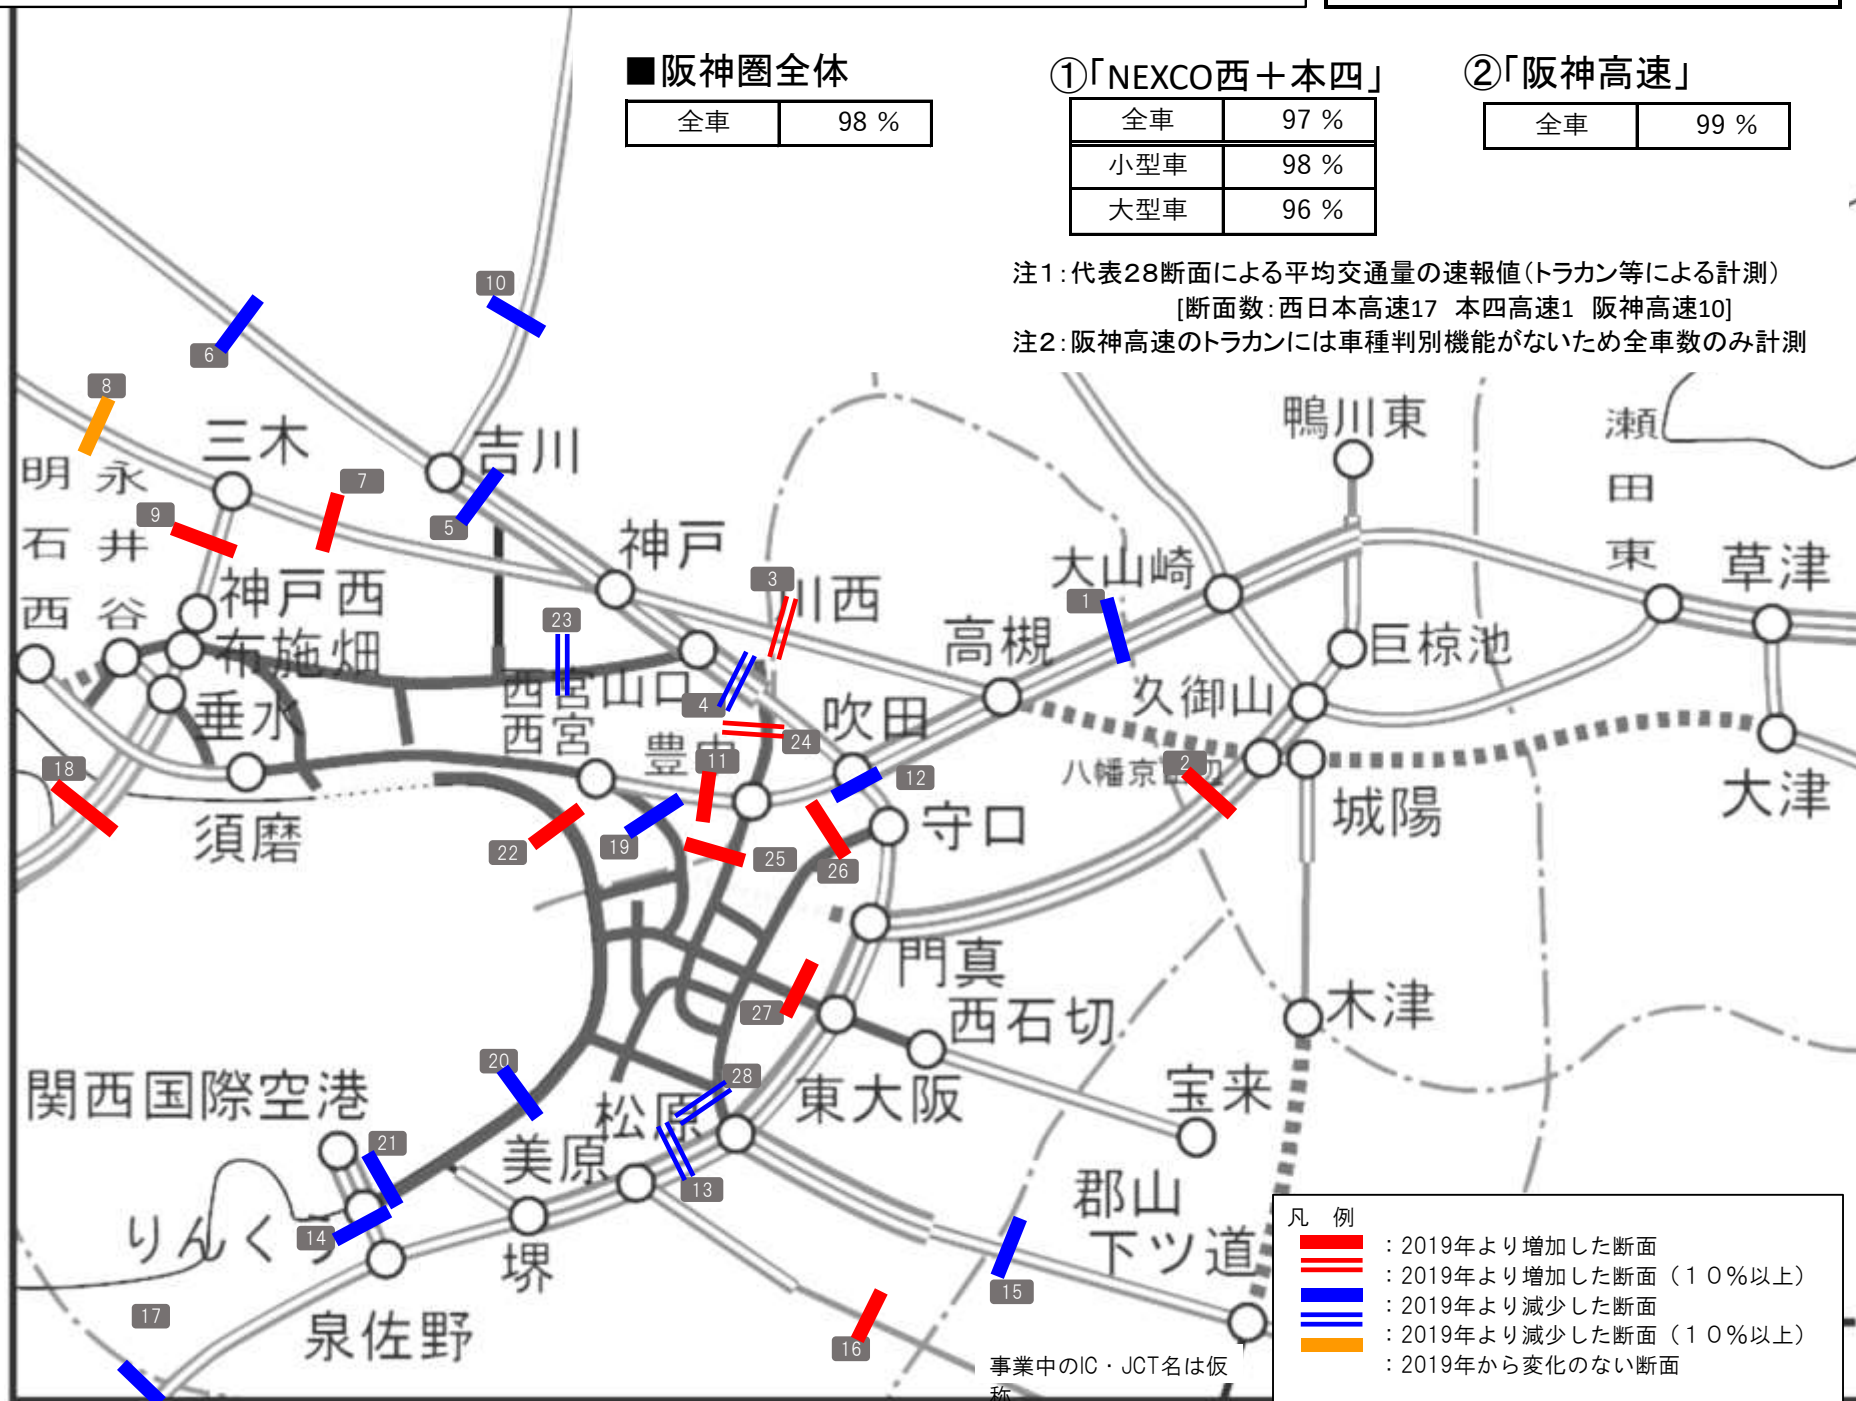 ■阪神圏全体
全車 98 %
①「NEXCO西＋本四」
全車 97 %
小型車 98 %
大型車 96 %
②「阪神高速」
全車 99 %
注１：代表２８断面による平均交通量の速報値（トラカン等による計測）
[断面数：西日本高速17 本四高速1 阪神高速10]
注２：阪神高速のトラカンには車種判別機能がないため全車数のみ計測
10
6
8
三木
吉川
鴨川東
瀬田東
明石西
永井谷
7
9
5
神戸
大山崎
草津
神戸西
3
川西
1
布施畑
23
高槻
巨椋池
西宮山口
久御山
垂水
西宮
4
吹田
24
豊中
11
12
八幡京田辺
2
18
大津
城陽
須磨
22
19
守口
25
26
門真
27
西石切
木津
関西国際空港
20
28
松原
東大阪
宝来
21
美原
13
郡山
下ツ道
りんくう
14
堺
15
17
泉佐野
16
事業中のIC・JCT名は仮
称
凡 例
：2019年より増加した断面
：2019年より増加した断面（１０％以上）
：2019年より減少した断面
：2019年より減少した断面（１０％以上）
：2019年から変化のない断面